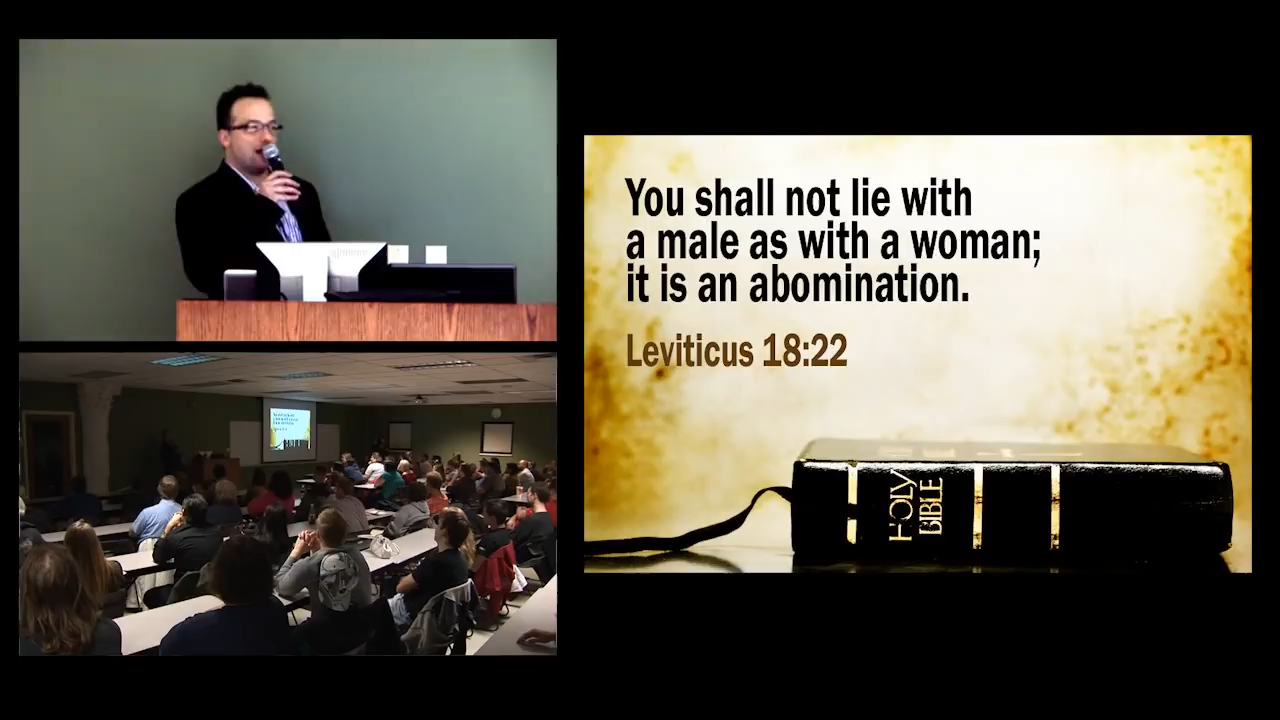 You shall not lie with
a male as with a woman;
it is an abomination.
Leviticus 18:22
HOLY
BIBLE